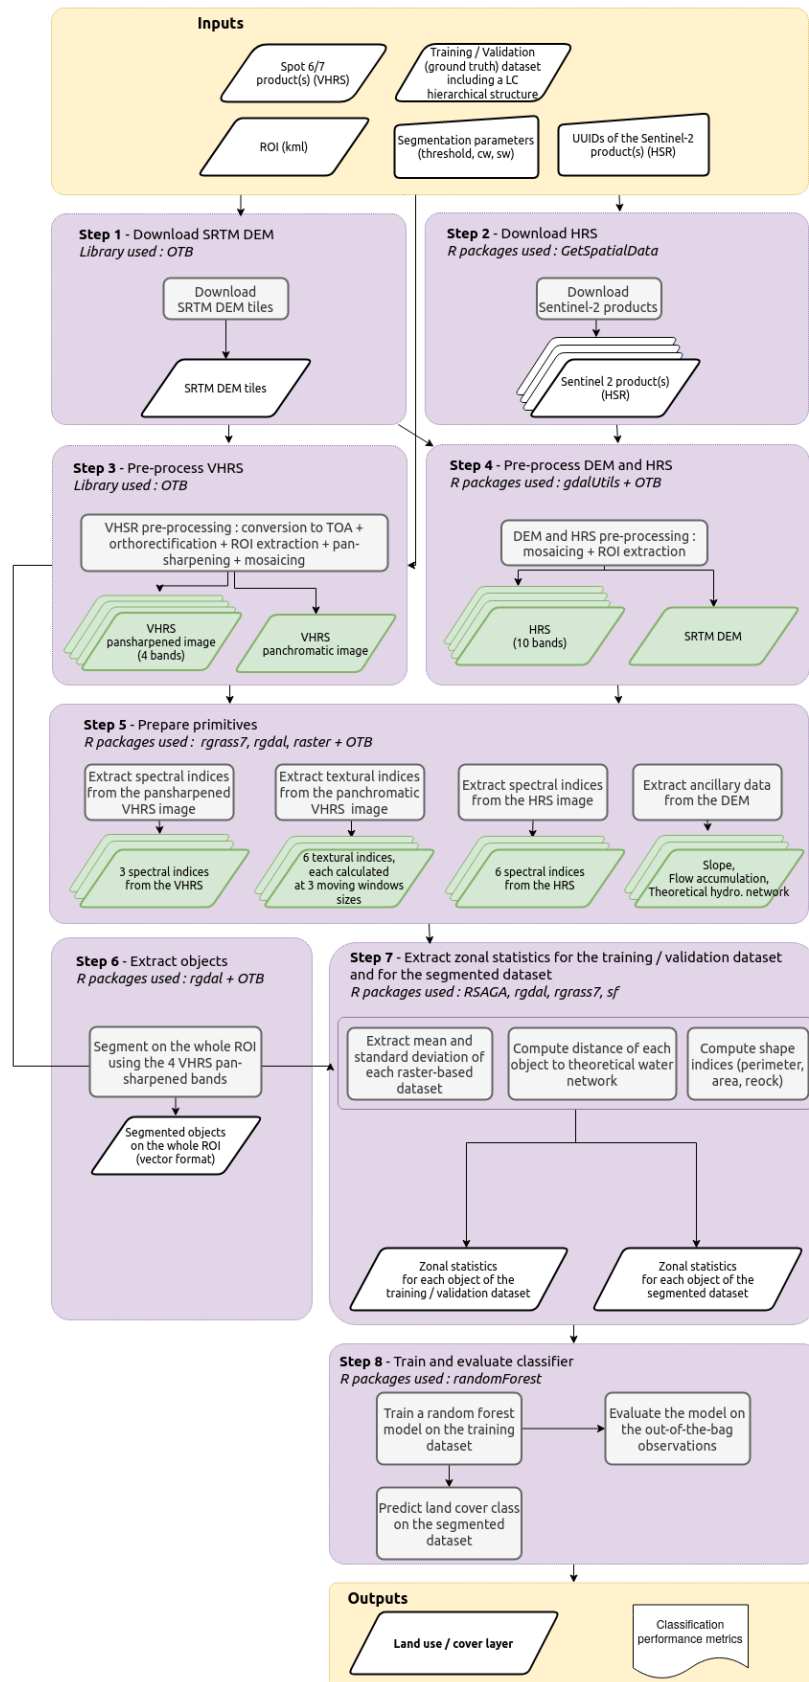 Inputs
Spot 6/7
product(s) (VHRS)
Training / Validation
(ground truth) dataset
including a LC
hierarchical structure
ROI (kml)
Segmentation parameters
(threshold, cw, sw)
UUIDs of the Sentinel-2
product(s) (HSR)
Step 1 - Download SRTM DEM
Library used : OTB
Download
SRTM DEM tiles
SRTM DEM tiles
Step 2 - Download HRS
R packages used : GetSpatialData
Download
Sentinel-2 products
Sentinel 2 product(s)
(HSR)
Step 3 - Pre-process VHRS
Library used : OTB
VHSR pre-processing : conversion to TOA +
orthorectification + ROI extraction + pan-
sharpening + mosaicing
VHRS
pansharpened image
(4 bands)
VHRS
panchromatic image
Step 4 - Pre-process DEM and HRS
R packages used : gdalUtils + OTB
DEM and HRS pre-processing :
mosaicing + ROI extraction
HRS
(10 bands)
SRTM DEM
Step 5 - Prepare primitives
R packages used : rgrass7, rgdal, raster + OTB
Extract spectral indices
from the pansharpened
VHRS image
Extract textural indices
from the panchromatic
VHRS image
Extract spectral indices
from the HRS image
Extract ancillary data
from the DEM
3 spectral indices
from the VHRS
6 textural indices,
each calculated
at 3 moving windows
sizes
6 spectral indices
from the HRS
Slope,
Flow accumulation,
Theoretical hydro. network
Step 6 - Extract objects
R packages used : rgdal + OTB
Segment on the whole ROI
using the 4 VHRS pan-
sharpened bands
Segmented objects
on the whole ROI
(vector format)
Step 7 - Extract zonal statistics for the training / validation dataset
and for the segmented dataset
R packages used : RSAGA, rgdal, rgrass7, sf
Extract mean and
standard deviation of
each raster-based
dataset
Compute distance of each
object to theoretical water
network
Compute shape
indices (perimeter,
area, reock)
Zonal statistics
for each object of the
training / validation dataset
Zonal statistics
for each object of the
segmented dataset
Step 8 - Train and evaluate classifier
R packages used : randomForest
Train a random forest
model on the training
dataset
Evaluate the model on
the out-of-the-bag
observations
Predict land cover class
on the segmented
dataset
Outputs
Land use / cover layer
Classification
performance metrics